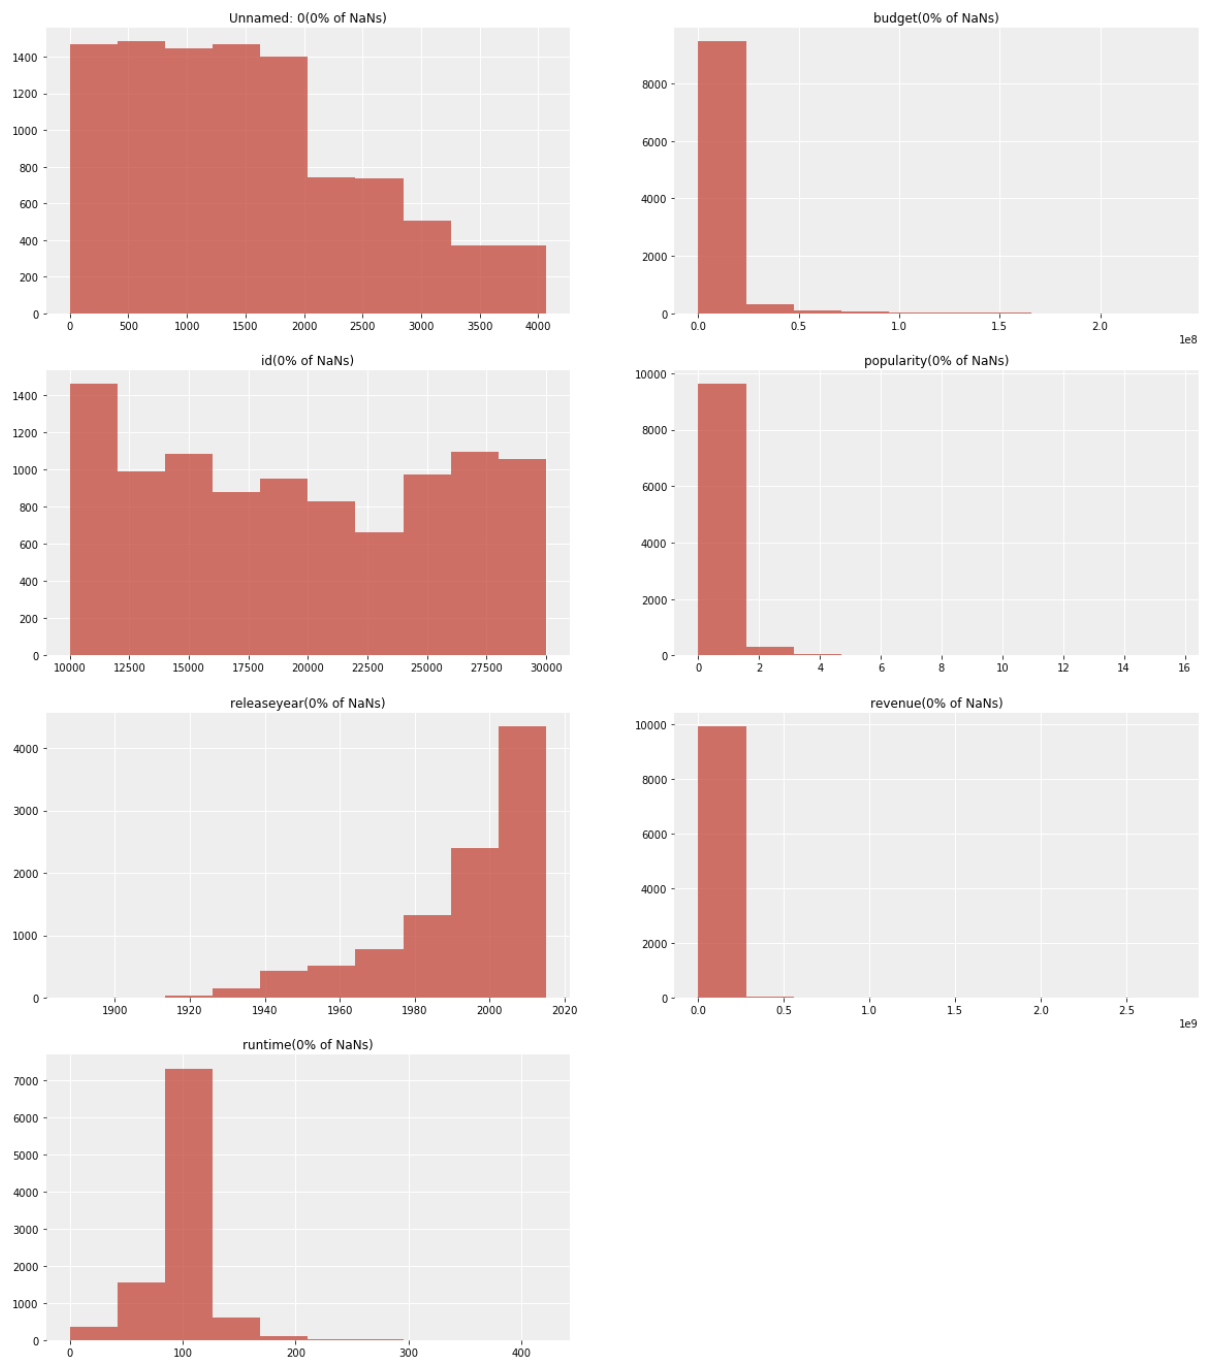 Unnamed: 0(0% of NaNs)
1400
1200
1000
800
600
400
200
0
0 500 1000 1500 2000 2500 3000 3500 4000
budget(0% of NaNs)
8000
6000
4000
2000
0
0.0 0.5 1.0 1.5 2.0
1e8
id(0% of NaNs)
1400
1200
1000
800
600
400
200
0
10000 12500 15000 17500 20000 22500 25000 27500 30000
popularity(0% of NaNs)
10000
8000
6000
4000
2000
0
0 2 4 6 8 10 12 14 16
releaseyear(0% of NaNs)
4000
3000
2000
1000
0
1900 1920 1940 1960 1980 2000 2020
revenue(0% of NaNs)
10000
8000
6000
4000
2000
0
0.0 0.5 1.0 1.5 2.0 2.5
1e9
runtime(0% of NaNs)
7000
6000
5000
4000
3000
2000
1000
0
0 100 200 300 400